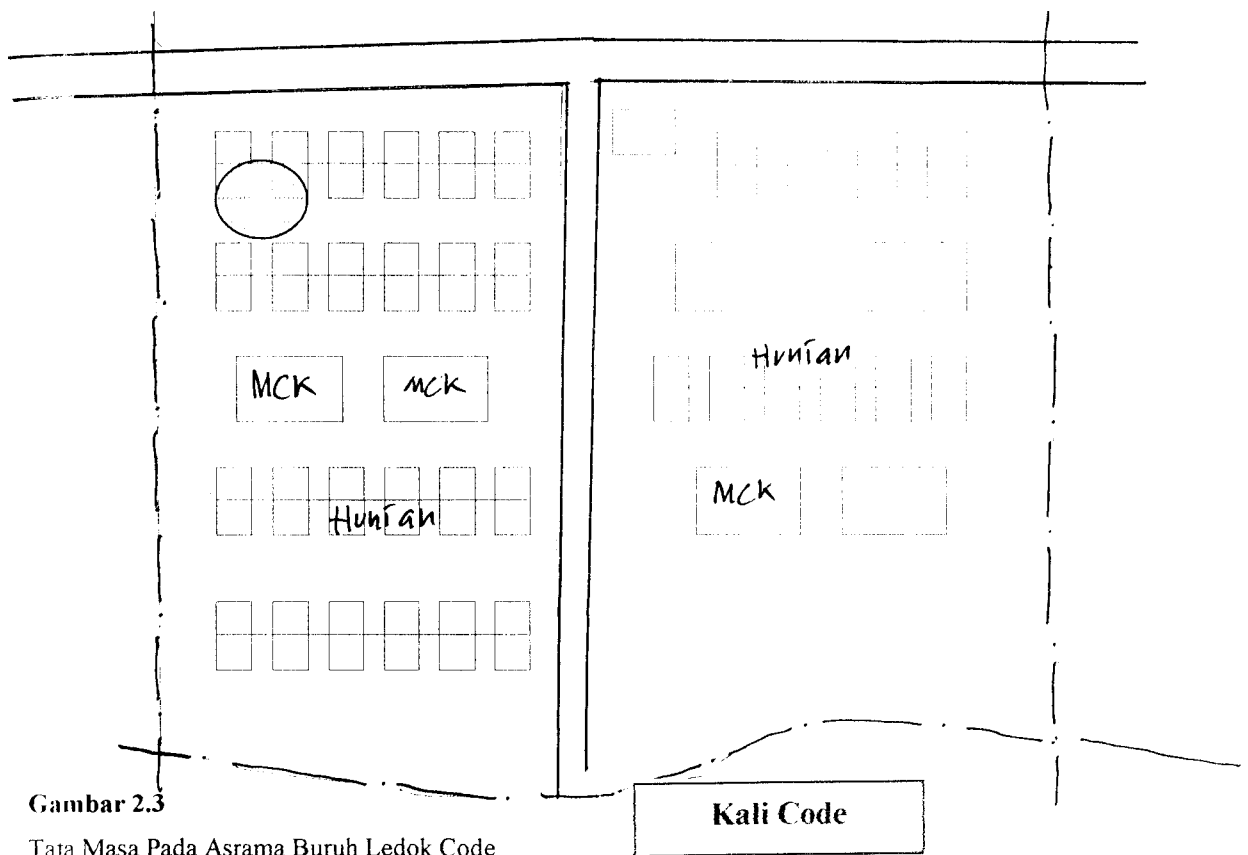 Hunian
MCK
MCK
MCK
Hunian
Gambar 2.3
Kali Code
Tata Masa Pada Asrama Buruh Ledok Code